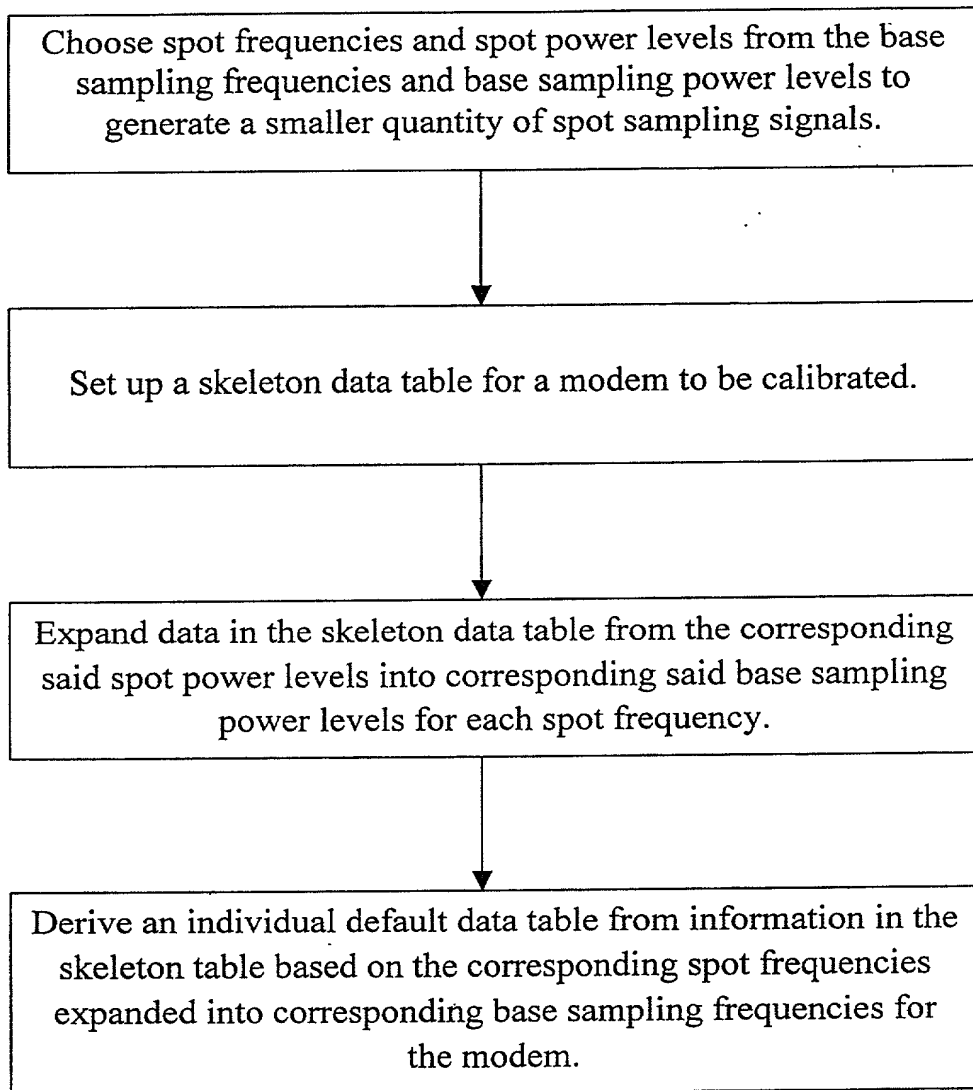 Choose spot frequencies and spot power levels from the base
sampling frequencies and base sampling power levels to
generate a smaller quantity of spot sampling signals.
Set up a skeleton data table for a modem to be calibrated.
Expand data in the skeleton data table from the corresponding
said spot power levels into corresponding said base sampling
power levels for each spot frequency.
Derive an individual default data table from information in the
skeleton table based on the corresponding spot frequencies
expanded into corresponding base sampling frequencies for
the modem.